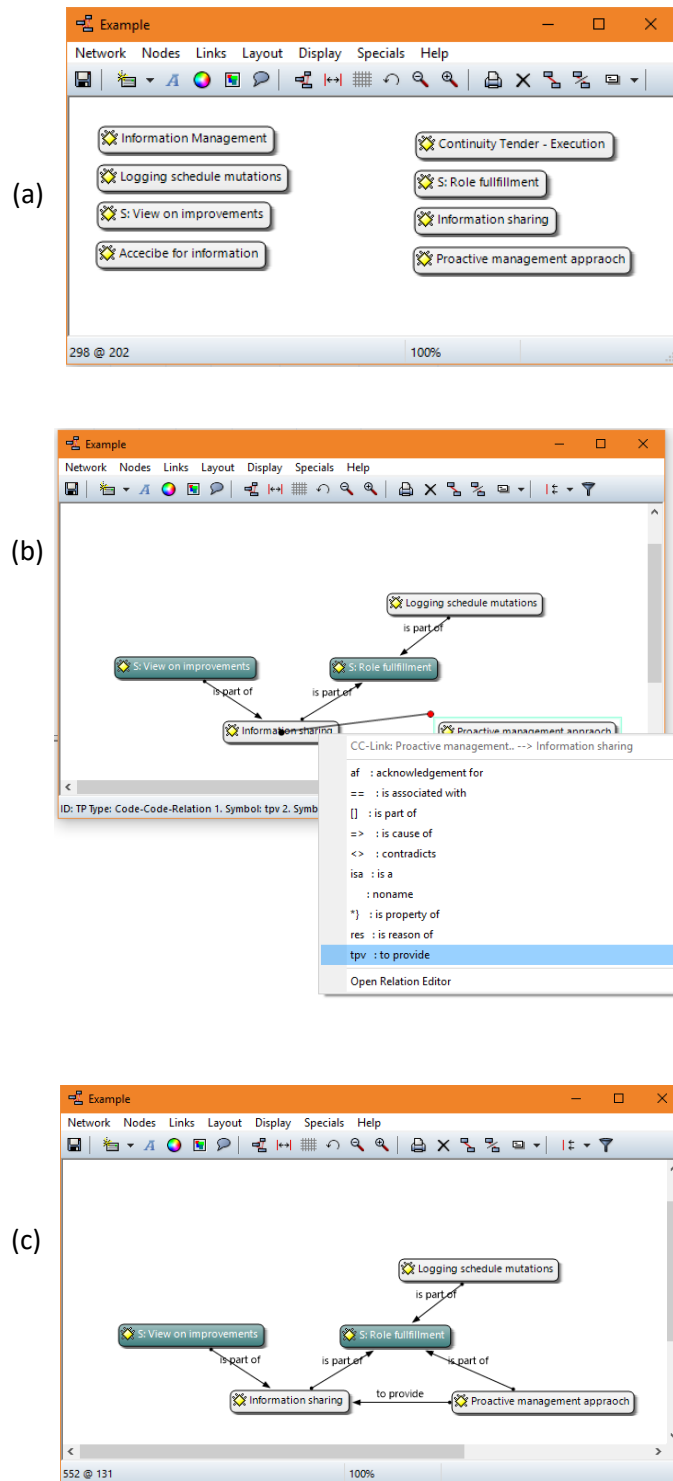 Example
Network Nodes Links Layout Display Specials Help
(a)
Information Management
Continuity Tender - Execution
Logging schedule mutations
S: Role fullfillment
S: View on improvements
Information sharing
Accecibe for information
Proactive management appraoch
298 @ 202 100%
Example
Network Nodes Links Layout Display Specials Help
(b)
Logging schedule mutations
is part of
S: View on improvements
S: Role fullfillment
is part of
is part of
Information sharing
Proactive management appraoch
CC-Link: Proactive management.. --> Information sharing
af : acknowledgement for
== : is associated with
ID: TP Type: Code-Code-Relation 1. Symbol: tpv 2. Symb
[] : is part of
=> : is cause of
<> : contradicts
isa : is a
: noname
*} : is property of
res : is reason of
tpv : to provide
Open Relation Editor
Example
Network Nodes Links Layout Display Specials Help
(c)
Logging schedule mutations
is part of
S: View on improvements
S: Role fullfillment
is part of
is part of
is part of
to provide
Information sharing
Proactive management appraoch
552 @ 131 100%